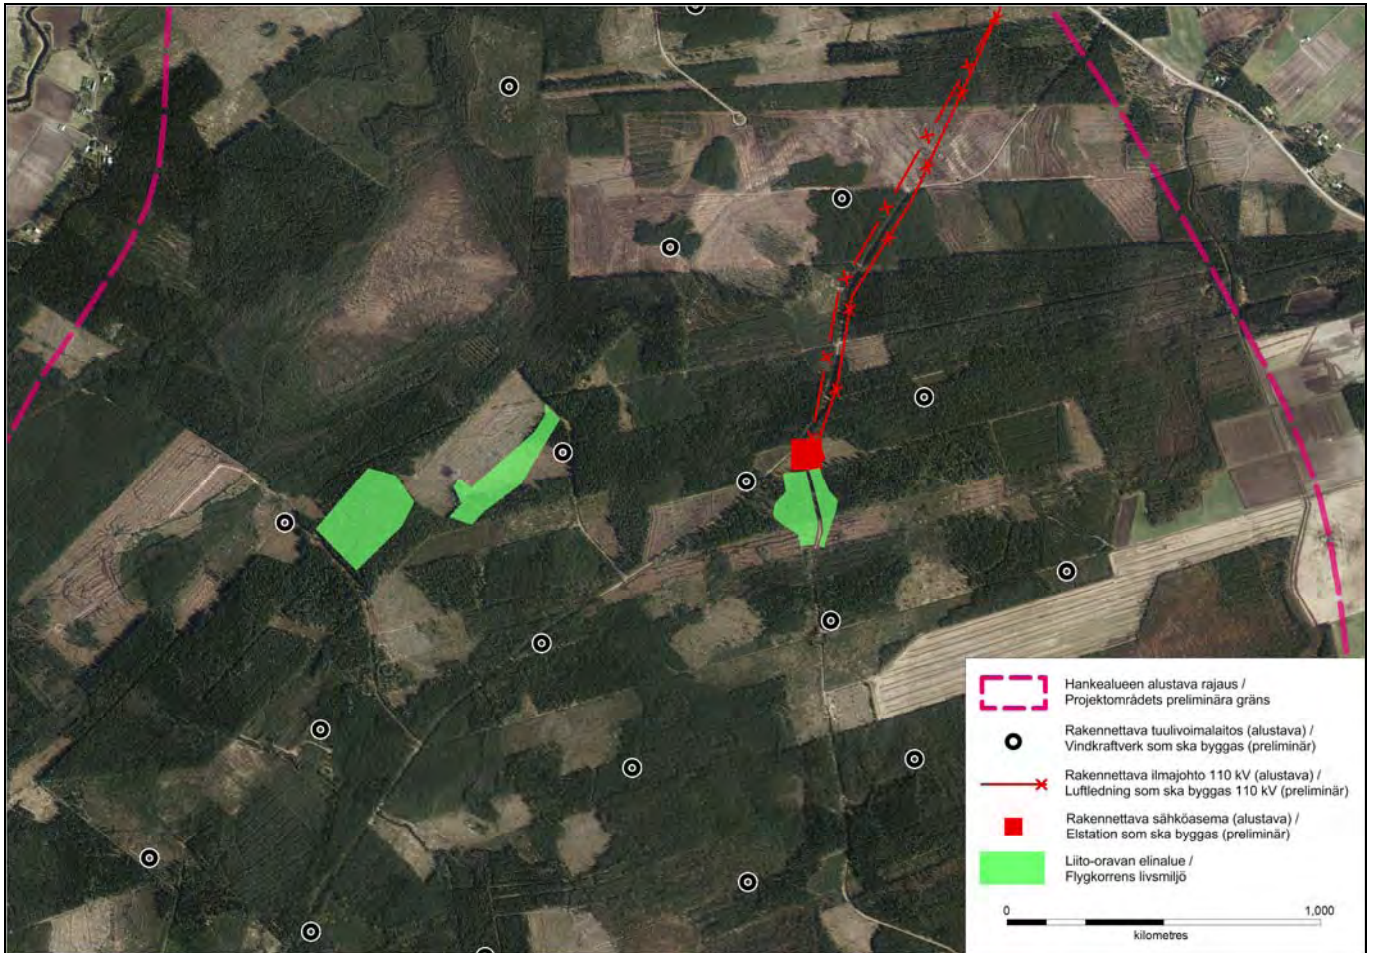 Hankealueen alustava rajaus /
Projektområdets preliminära gräns
Rakennettava tuulivoimalaitos (alustava) /
Vindkraftverk som ska byggas (preliminär)
Rakennettava ilmajohto 110 kV (alustava) /
Luftledning som ska byggas 110 kV (preliminär)
Rakennettava sähköasema (alustava) /
Elstation som ska byggas (preliminär)
Liito-oravan elinalue /
Flygkorrens livsmiljö
0 1,000
kilometres